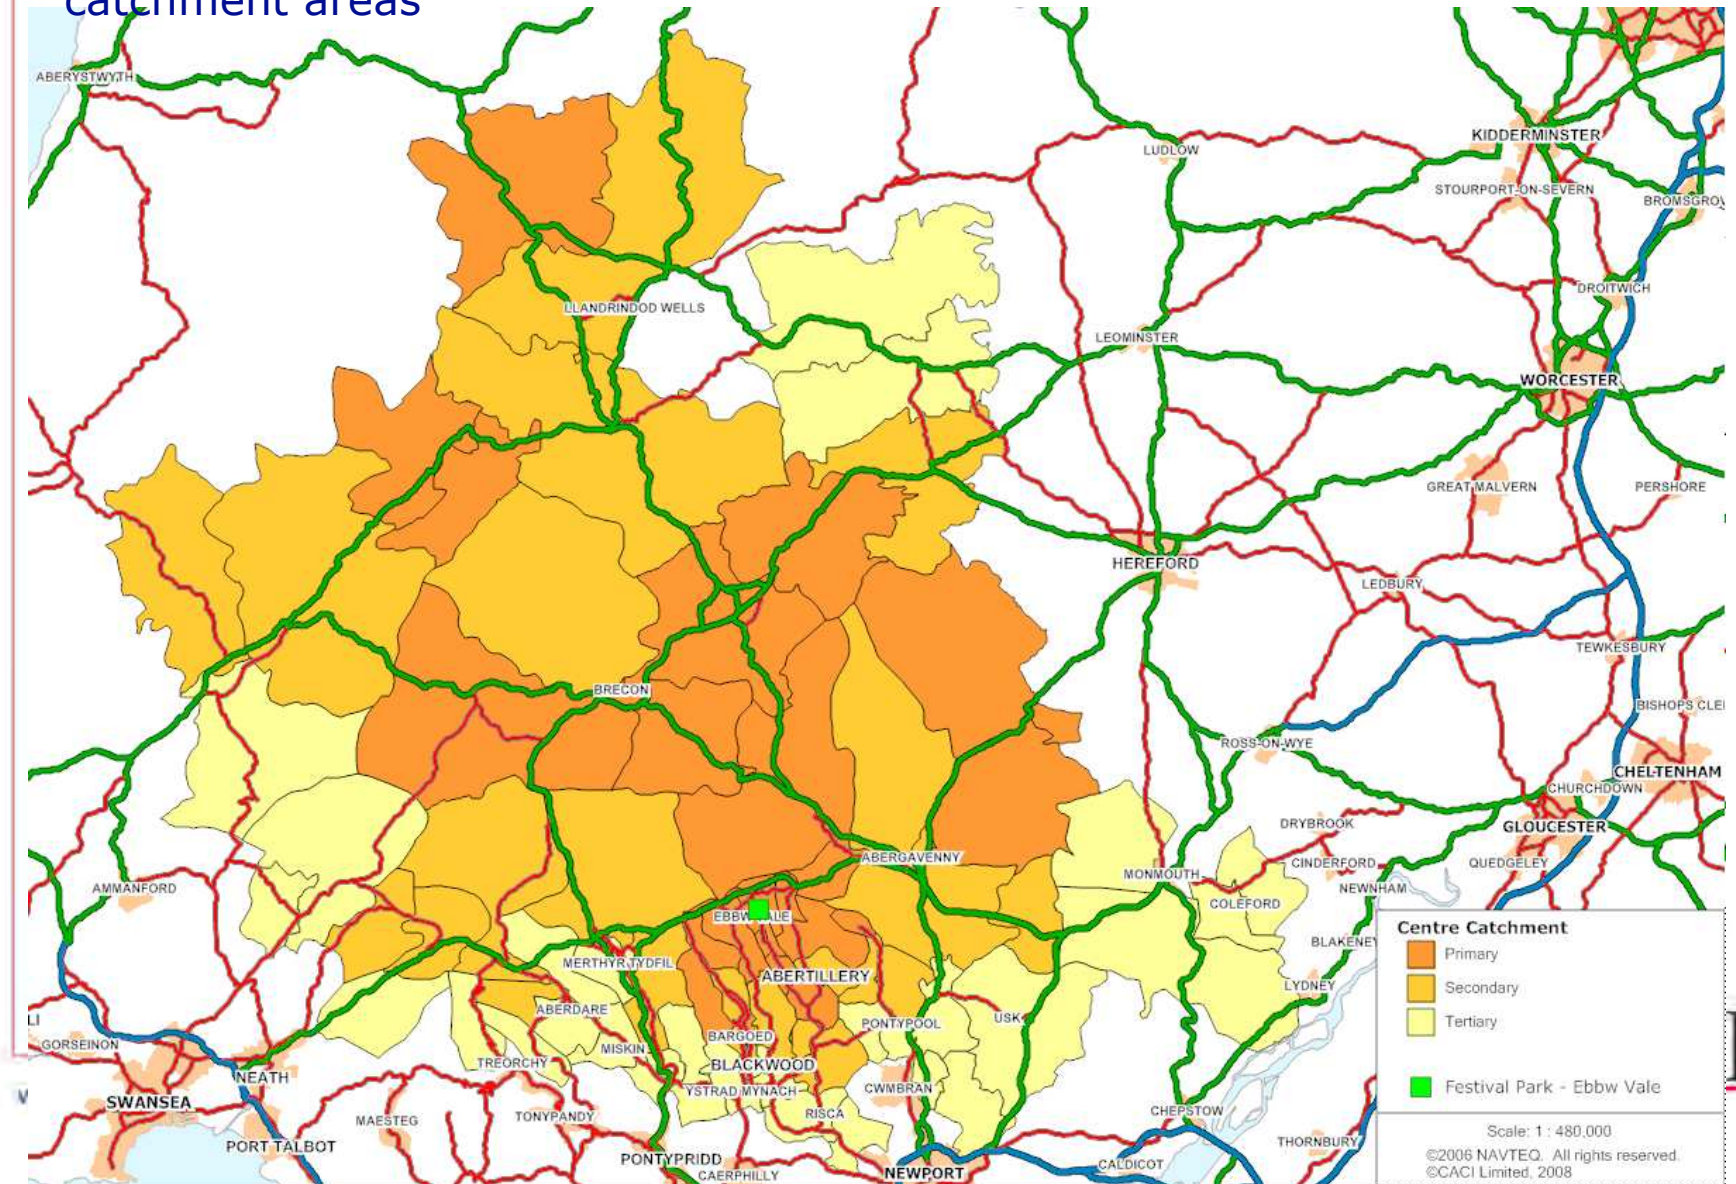 catchment areas
ABERYSTWYTH
KIDDERMINSTER
LUDLOW
STOURPORT-ON-SEVERN
BROMSGROV
DROITWICH
LLANDRINDOD WELLS
LEOMINSTER
WORCESTER
GREAT MALVERN
PERSHORE
HEREFORD
LEDBURY
TEWKESBURY
BRECON
BISHOPS CLE
ROSS-ON-WYE
CHELTENHAM
CHURCHDOWN
DRYBROOK
GLOUCESTER
ABERGAVENNY
CINDERFORD
QUEDGELEY
MONMOUTH
AMMANFORD
NEWNHAM
COLEFORD
EBBW VALE
BLAKENEY
MERTHYR TYDFIL
ABERTILLERY
LYDNEY
ABERDARE
LI
PONTYPOOL
USK
BARGOED
GORSEINON
MISKIN
TREORCHY
BLACKWOOD
NEATH
CWMBRAN
YSTRAD MYNACH
SWANSEA
RISCA
CHEPSTOW
MAESTEG
TONYPANDY
PORT TALBOT
THORNBURY
PONTYPRIDD
CALDICOT
CAERPHILLY
NEWPORT
Centre Catchment
Primary
Secondary
Tertiary
Festival Park - Ebbw Vale
Scale: 1 : 480,000
©2006 NAVTEQ. All rights reserved.
©CACI Limited, 2008